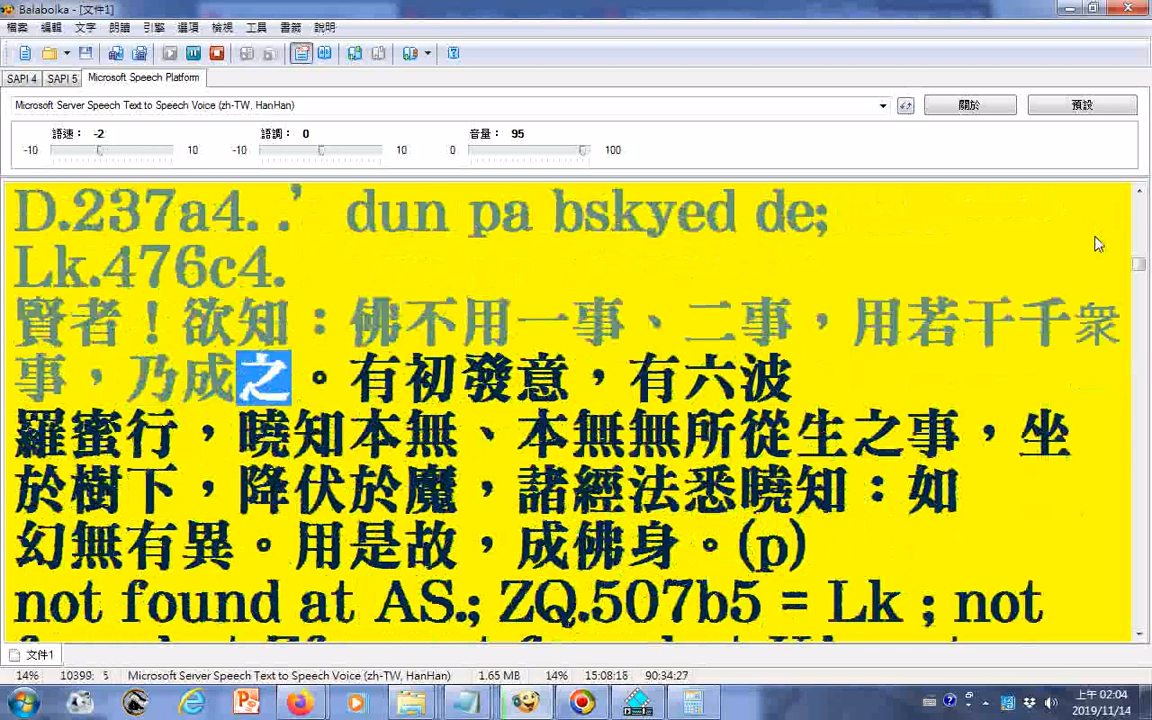 Balabolka - [文件1]
檔案 編輯 文字 朗讀 引擎 選項 檢視 工具 書籤 說明
SAPI 4 SAPI 5 Microsoft Speech Platform
Microsoft Server Speech Text to Speech Voice (zh-TW, HanHan) 關於 預設
語速： -2 語調： 0 音量： 95
-10 10 -10 10 0 100
D.237a4. .’dun pa bskyed de;
Lk.476c4.
賢者！欲知：佛不用一事、二事，用若干千眾
事，乃成之。有初發意，有六波
羅蜜行，曉知本無、本無無所從生之事，坐
於樹下，降伏於魔，諸經法悉曉知：如
幻無有異。用是故，成佛身。(p)
not found at AS.; ZQ.507b5 = Lk ; not
文件1
14% 10399: 5 Microsoft Server Speech Text to Speech Voice (zh-TW, HanHan) 1.65 MB 14% 15:08:18 90:34:27
上午 02:04
2019/11/14